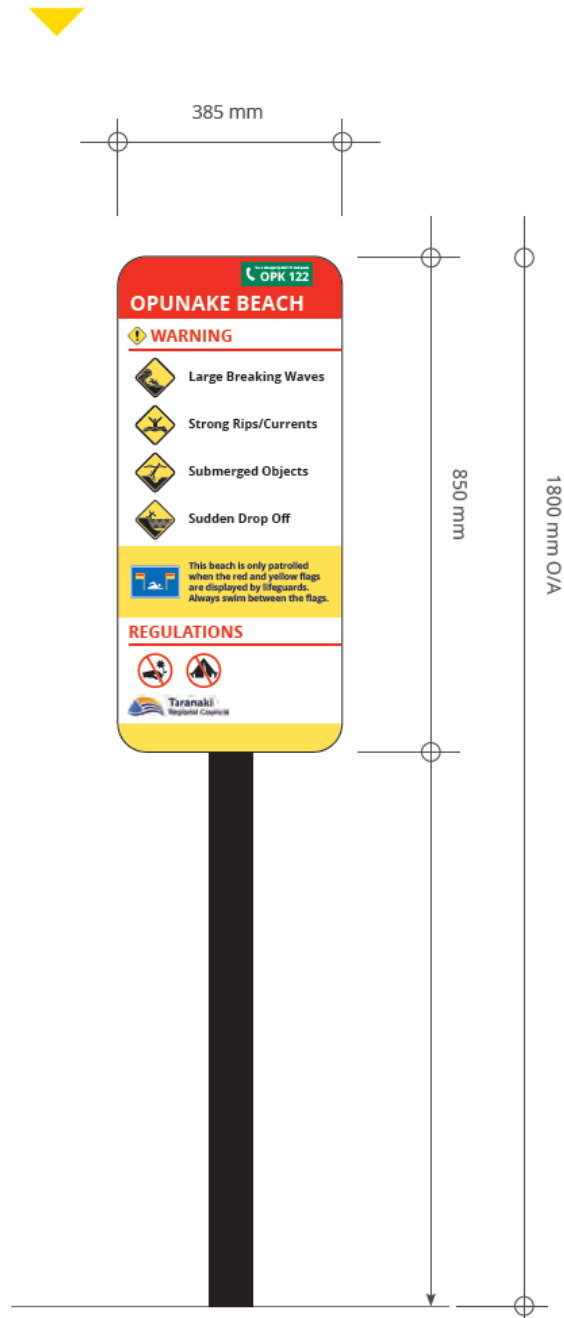 385 mm
OPK 122
OPUNAKE BEACH
WARNING
Large Breaking Waves
Strong Rips/Currents
Submerged Objects
Sudden Drop Off
This beach is only patrolled
when the red and yellow flags
are displayed by lifeguards.
Always swim between the flags.
REGULATIONS
Taranaki
Regional Council
850 mm
1800 mm O/A